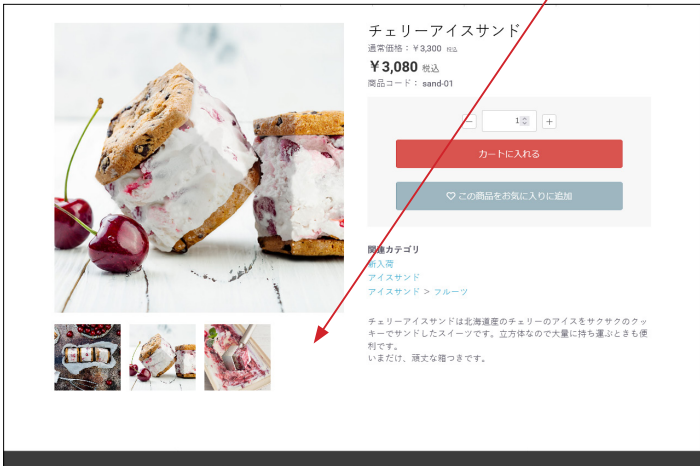 チェリーアイスサンド
通常価格：￥3,300 税込
￥3,080 税込
商品コード： sand-01
− 1 +
カートに入れる
♡ この商品をお気に入りに追加
関連カテゴリ
新入荷
アイスサンド
アイスサンド ＞ フルーツ
チェリーアイスサンドは北海道産のチェリーのアイスをサクサクのクッ
キーでサンドしたスイーツです。立方体なので大量に持ち運ぶときも便
利です。
いまだけ、頑丈な箱つきです。